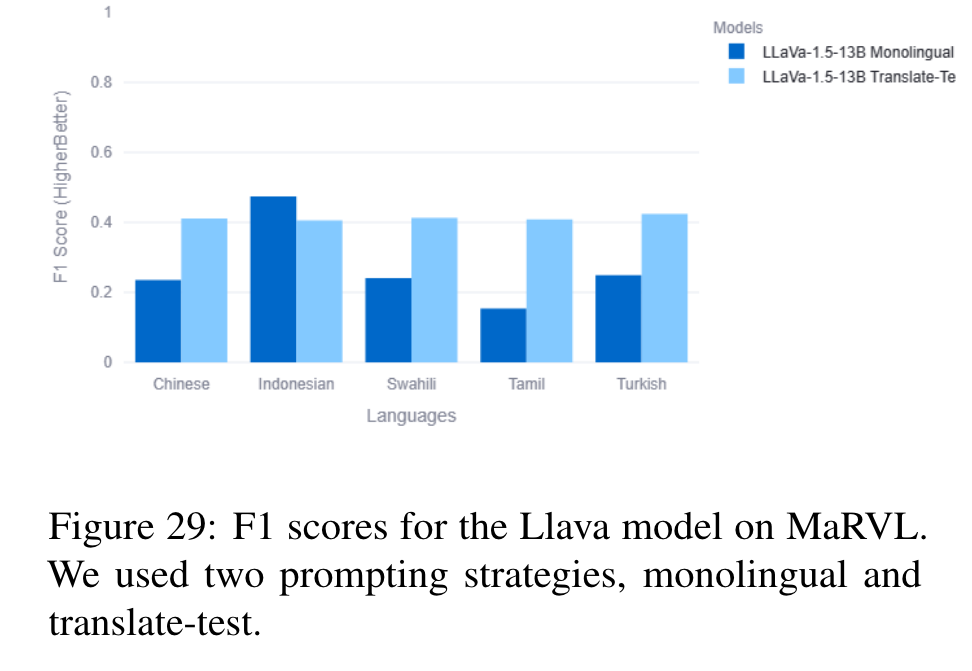 1
0.8
0.6
0.4
0.2
0
F1 Score (HigherBetter)
Chinese
Indonesian
Swahili
Tamil
Turkish
Languages
Models
LLaVa-1.5-13B Monolingual
LLaVa-1.5-13B Translate-Te
Figure 29: F1 scores for the Llava model on MaRVL.
We used two prompting strategies, monolingual and
translate-test.